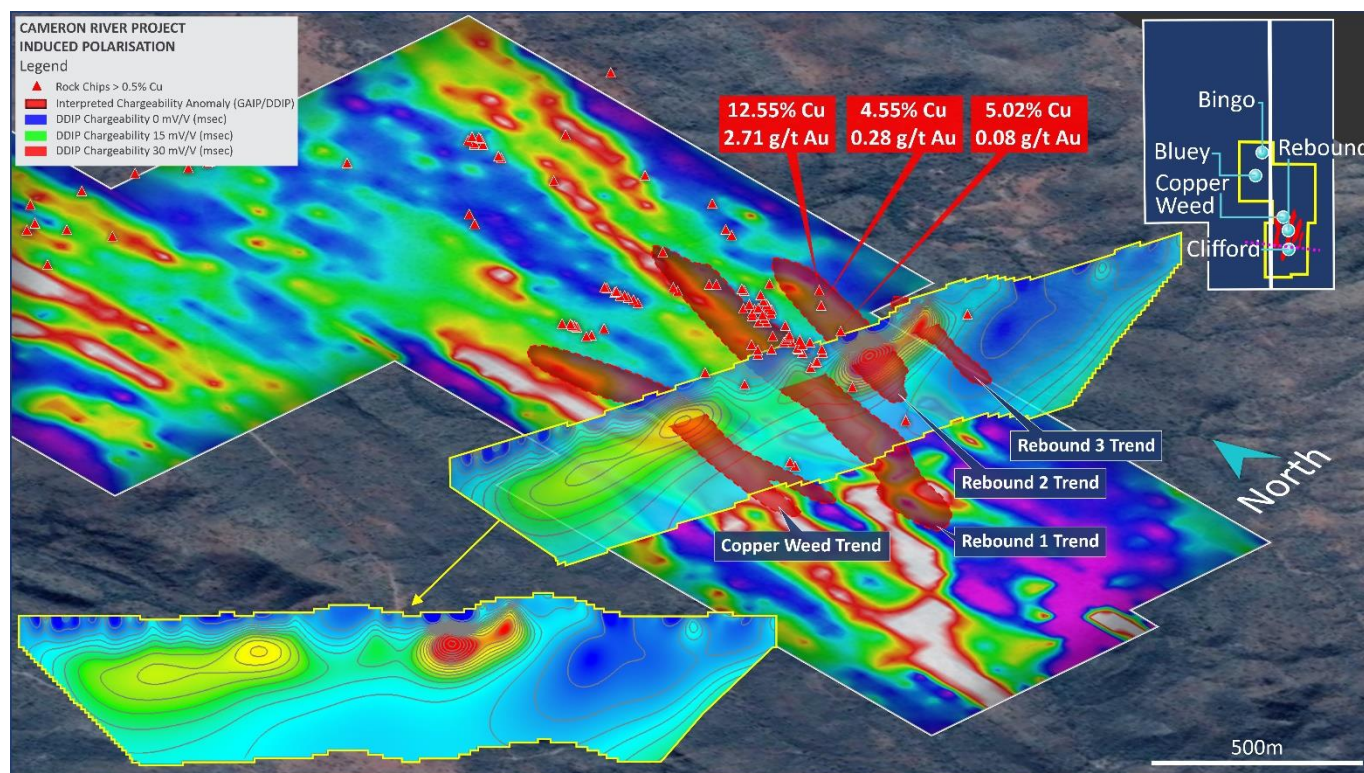 CAMERON RIVER PROJECT
INDUCED POLARISATION
Legend
Rock Chips > 0.5% Cu
Interpreted Chargeability Anomaly (GAIP/DDIP)
DDIP Chargeability 0 mV/V (msec)
DDIP Chargeability 15 mV/V (msec)
DDIP Chargeability 30 mV/V (msec)
12.55% Cu
2.71 g/t Au
4.55% Cu
0.28 g/t Au
5.02% Cu
0.08 g/t Au
Bingo
Rebound
Bluey
Copper
Weed
Clifford
Rebound 3 Trend
North
Rebound 2 Trend
Rebound 1 Trend
Copper Weed Trend
500m